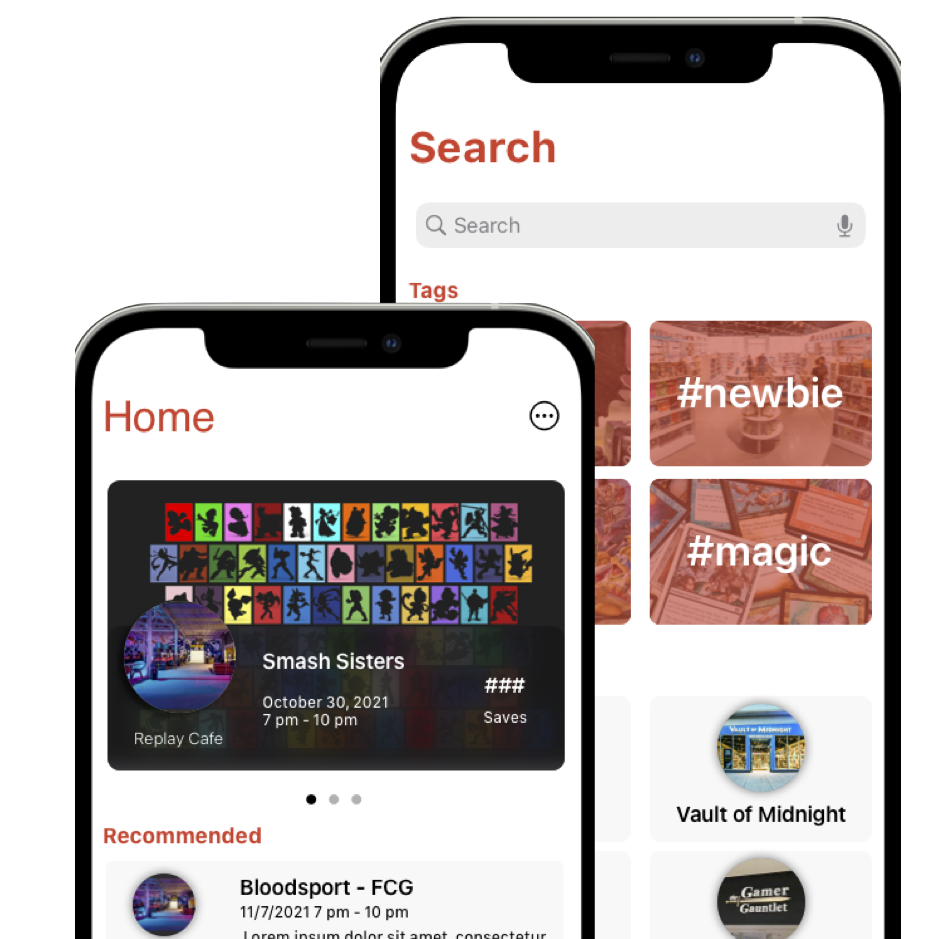 Search
Search
Tags
#newbie
#magic
VAULT OF MIDNIGHT
Vault of Midnight
Gamer
Gauntlet
Home
Smash Sisters
October 30, 2021
7 pm - 10 pm
###
Saves
Replay Cafe
Recommended
Bloodsport - FCG
11/7/2021 7 pm - 10 pm
Lorem ipsum dolor sit amet, consectetur